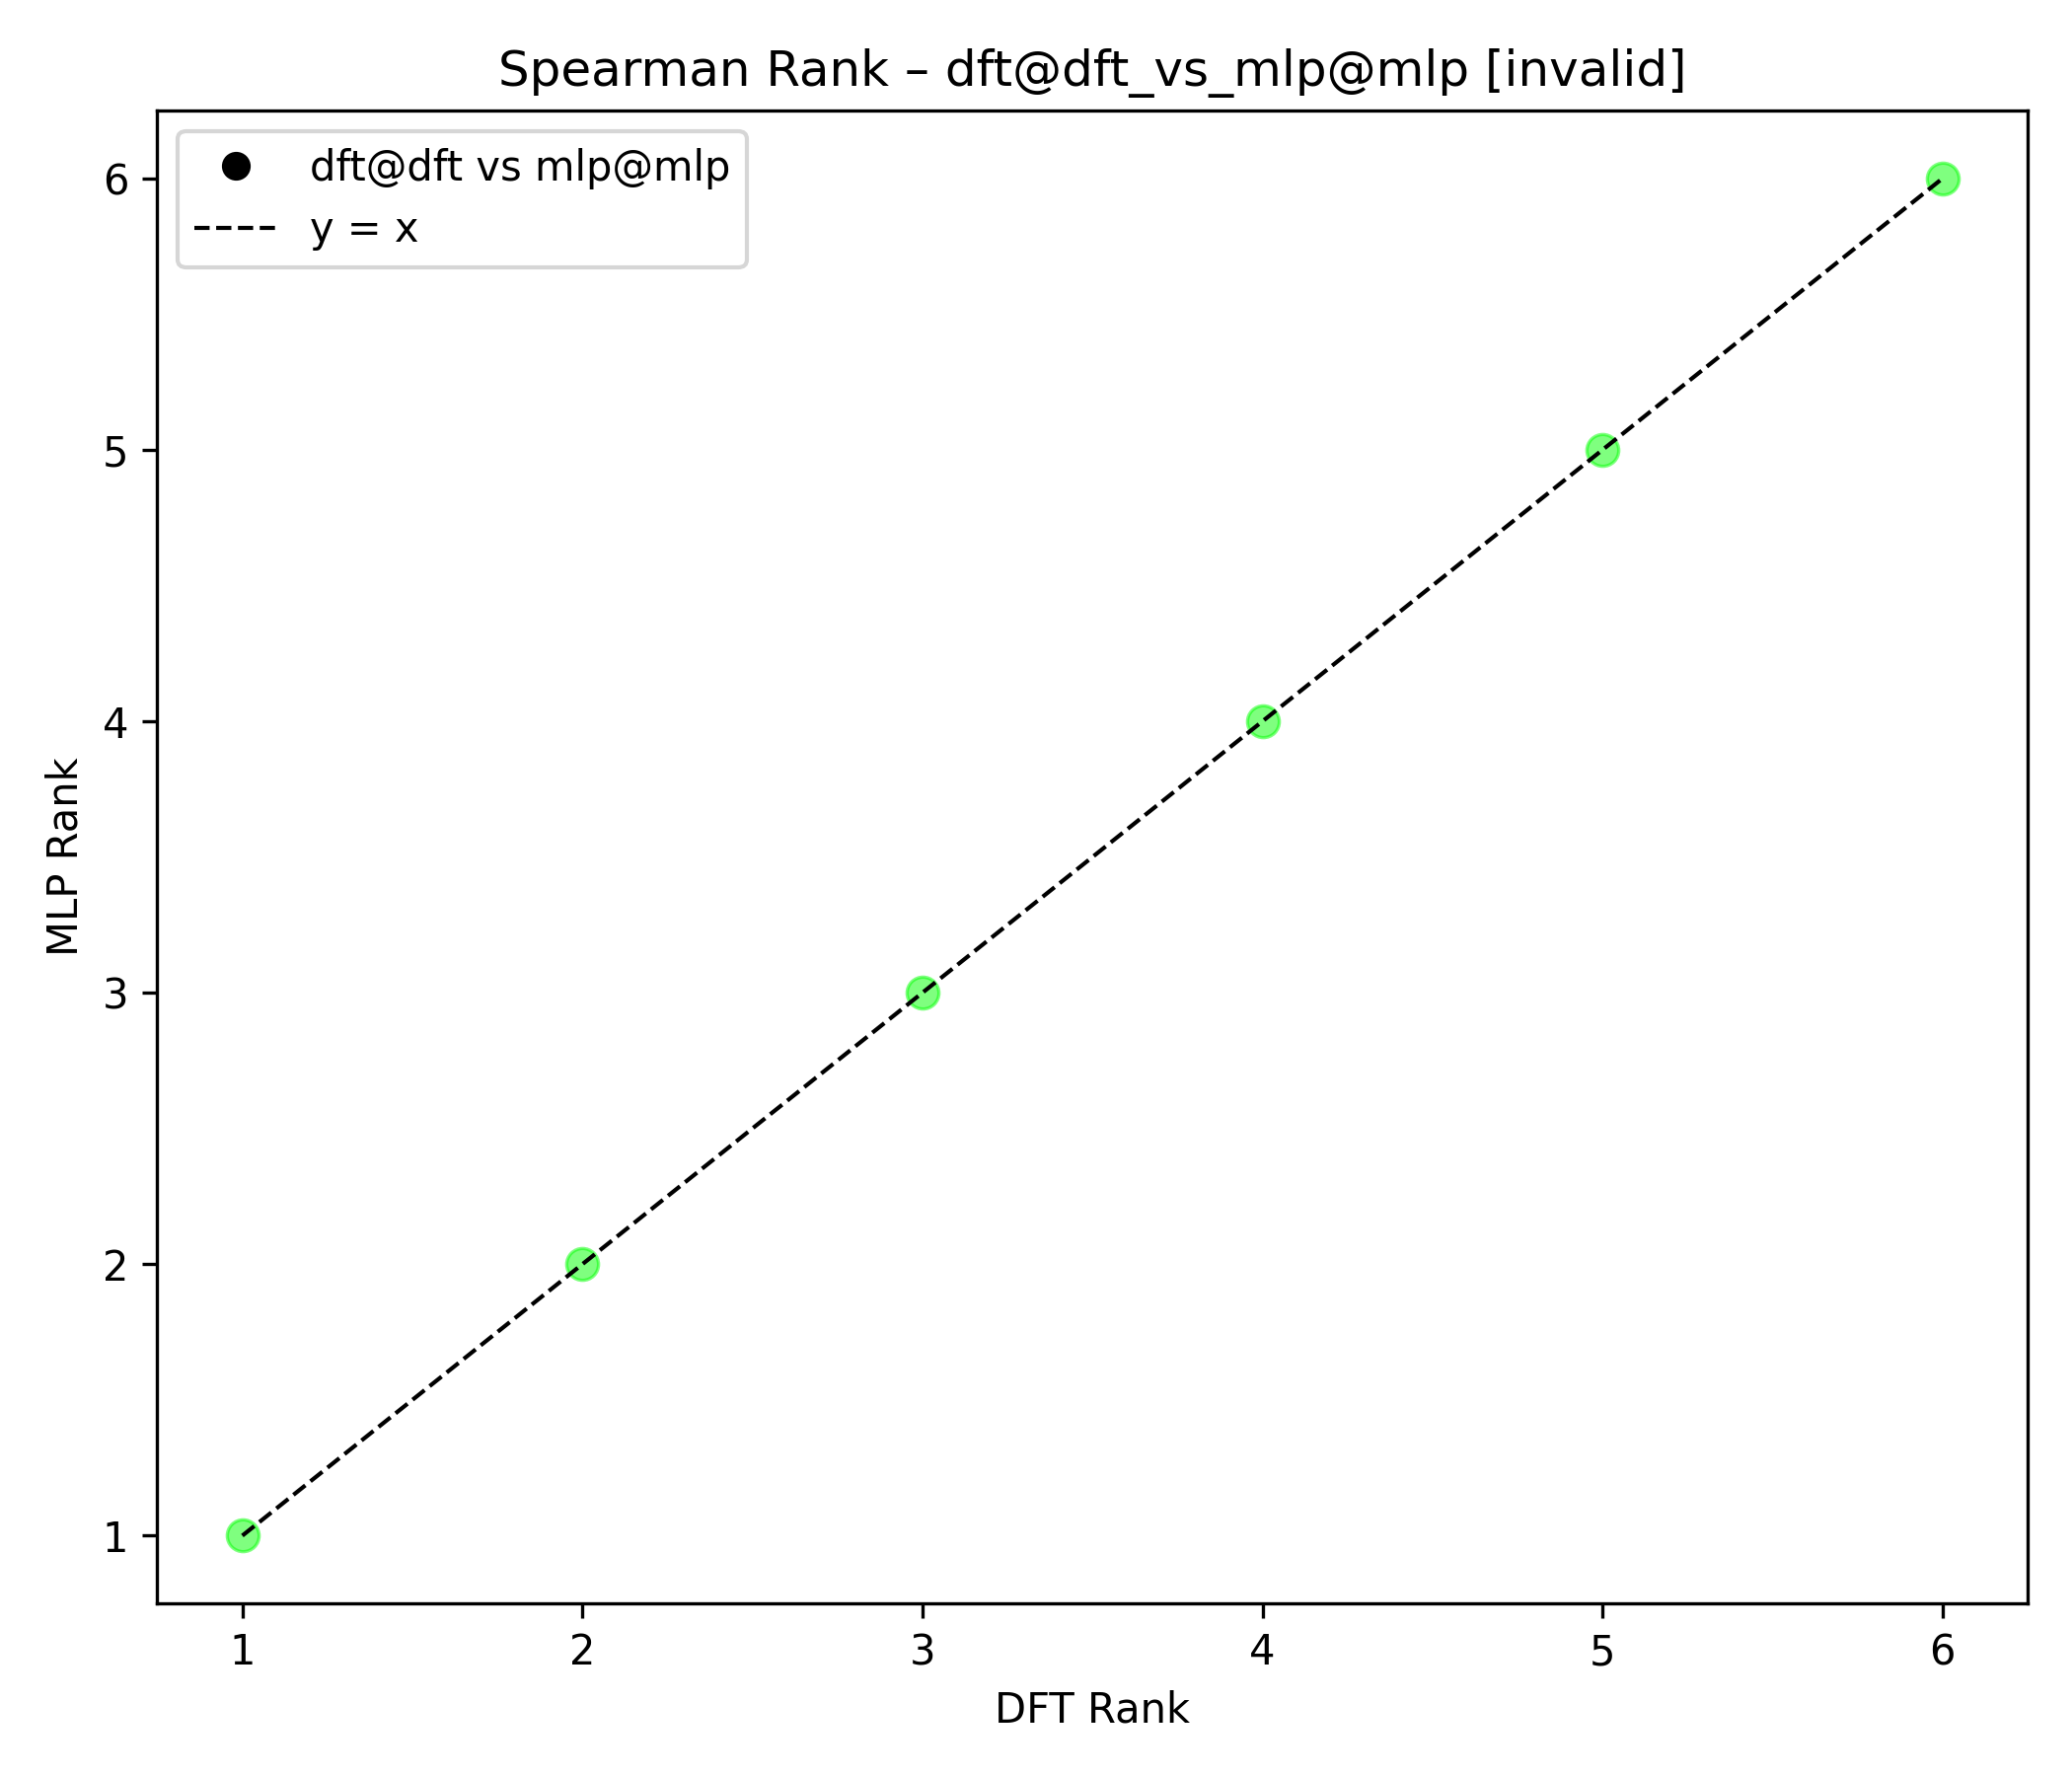 Spearman Rank – dft@dft_vs_mlp@mlp [invalid]
dft@dft vs mlp@mlp
y = x
6
5
4
3
2
1
MLP Rank
1 2 3 4 5 6
DFT Rank